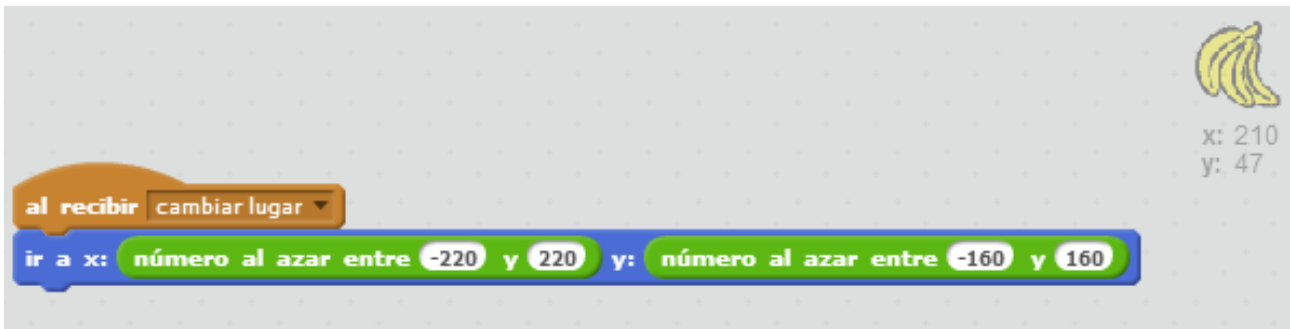 x: 210
y: 47
al recibir cambiar lugar
ir a x: número al azar entre -220 y 220 y: número al azar entre -160 y 160